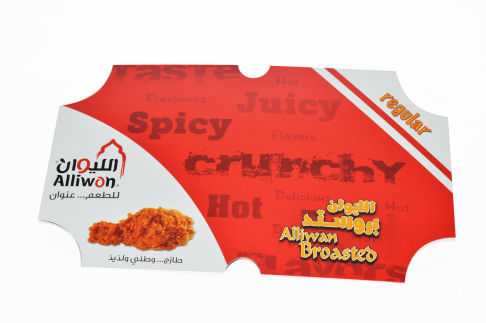 Taste
Hot
regular
Freshness
Juicy
Spicy
Flavors
crunchy
الليوان
Alliwan
للطعم... عنوان
Delicious
Hot
الليوان
بروستد
Alliwan
Broasted
طازج... وطني ولذيذ
Flavors